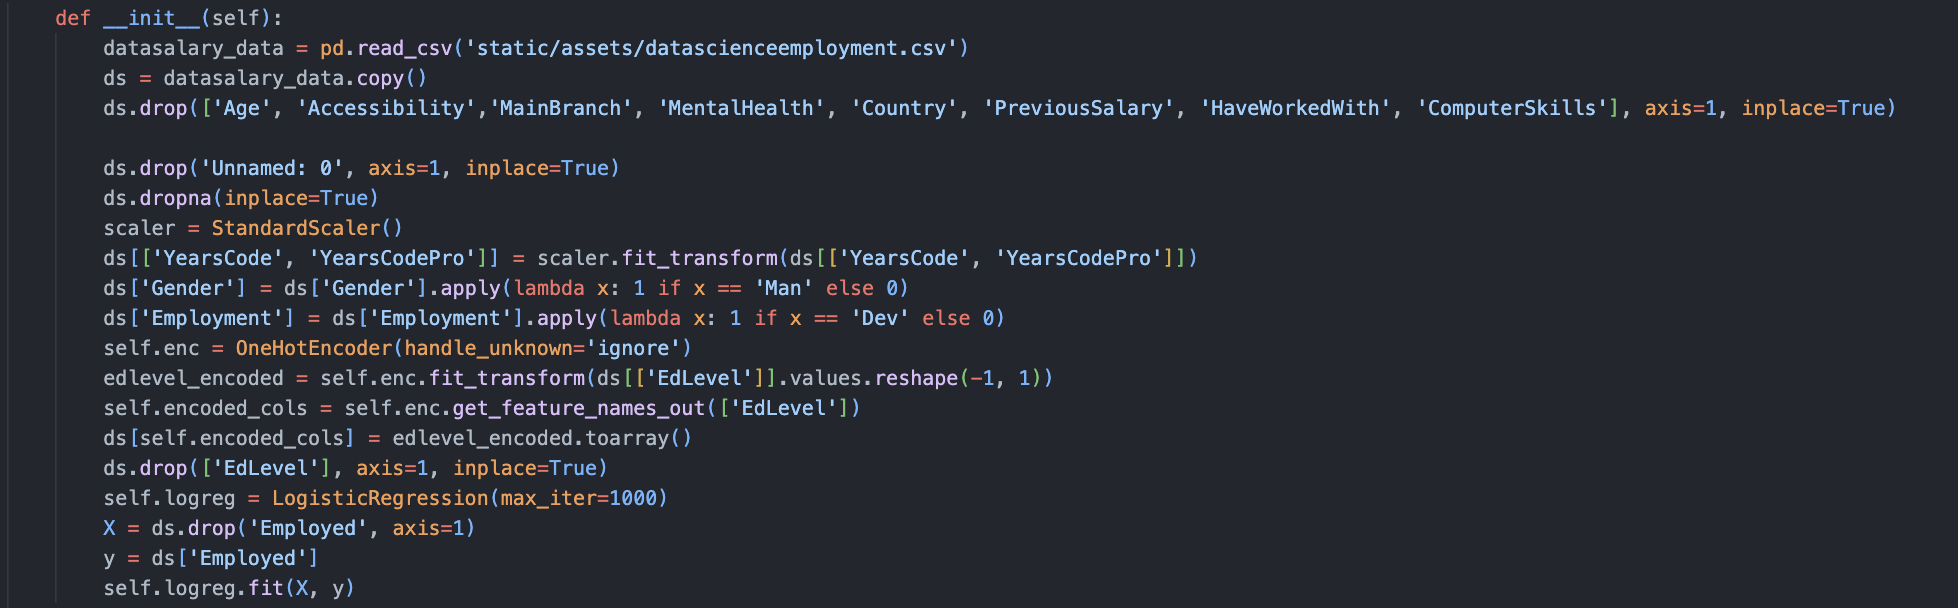 def __init__(self):
datasalary_data = pd.read_csv('static/assets/datascienceemployment.csv')
ds = datasalary_data.copy()
ds.drop(['Age', 'Accessibility','MainBranch', 'MentalHealth', 'Country', 'PreviousSalary', 'HaveWorkedWith', 'ComputerSkills'], axis=1, inplace=True)
ds.drop('Unnamed: 0', axis=1, inplace=True)
ds.dropna(inplace=True)
scaler = StandardScaler()
ds[['YearsCode', 'YearsCodePro']] = scaler.fit_transform(ds[['YearsCode', 'YearsCodePro']])
ds['Gender'] = ds['Gender'].apply(lambda x: 1 if x == 'Man' else 0)
ds['Employment'] = ds['Employment'].apply(lambda x: 1 if x == 'Dev' else 0)
self.enc = OneHotEncoder(handle_unknown='ignore')
edlevel_encoded = self.enc.fit_transform(ds[['EdLevel']].values.reshape(-1, 1))
self.encoded_cols = self.enc.get_feature_names_out(['EdLevel'])
ds[self.encoded_cols] = edlevel_encoded.toarray()
ds.drop(['EdLevel'], axis=1, inplace=True)
self.logreg = LogisticRegression(max_iter=1000)
X = ds.drop('Employed', axis=1)
y = ds['Employed']
self.logreg.fit(X, y)